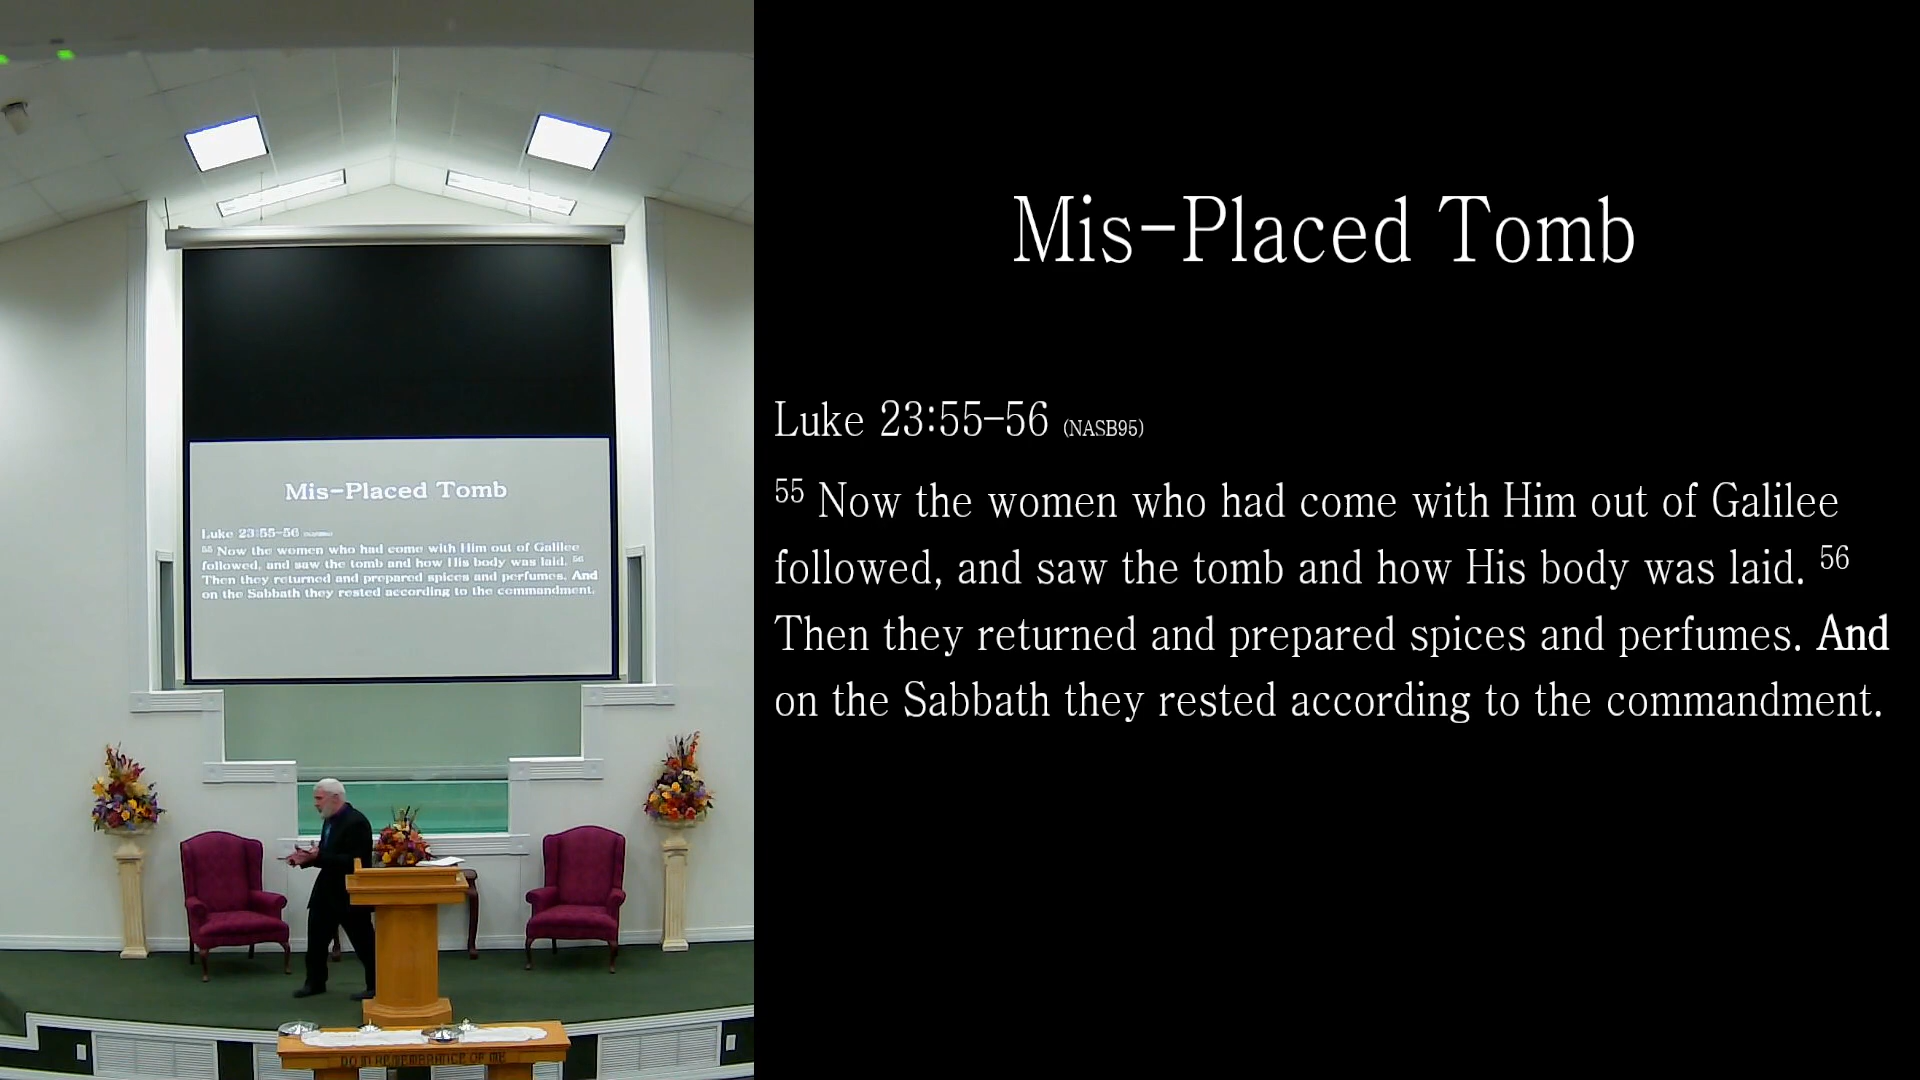 Mis-Placed Tomb
Luke 23:55-56
55 Now the women who had come with Him out of Galilee
followed, and saw the tomb and how His body was laid. 56
Then they returned and prepared spices and perfumes. And
on the Sabbath they rested according to the commandment.
DO IN REMEMBRANCE OF ME
Mis-Placed Tomb
Luke 23:55–56 (NASB95)
55 Now the women who had come with Him out of Galilee
followed, and saw the tomb and how His body was laid. 56
Then they returned and prepared spices and perfumes. And
on the Sabbath they rested according to the commandment.